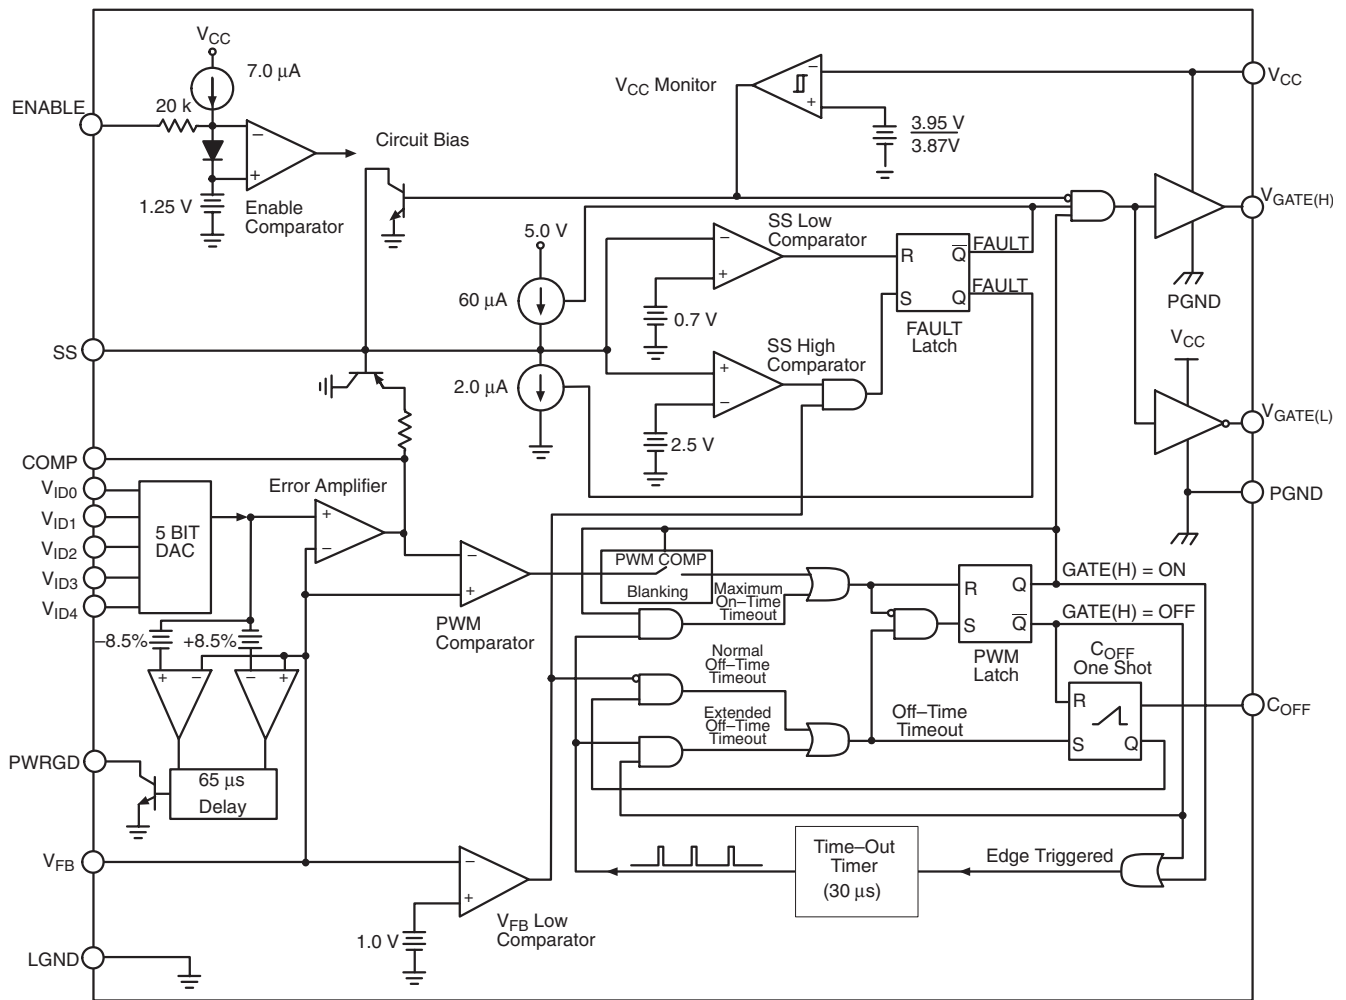 VCC
7.0 μA
ENABLE
20 k
−
+
1.25 V
Enable
Comparator
Circuit Bias
VCC Monitor
−
+
3.95 V
3.87V
VCC
VGATE(H)
PGND
VCC
VGATE(L)
PGND
5.0 V
60 μA
2.0 μA
SS Low
Comparator
−
+
0.7 V
R
S
Q
Q
FAULT
FAULT
FAULT
Latch
SS
SS High
Comparator
+
−
2.5 V
COMP
VID0
VID1
VID2
VID3
VID4
5 BIT
DAC
Error Amplifier
+
−
−
+
PWM
Comparator
PWM COMP
Blanking
Maximum
On–Time
Timeout
R
S
Q
Q
PWM
Latch
GATE(H) = ON
GATE(H) = OFF
–8.5%
+8.5%
+
−
−
+
Normal
Off–Time
Timeout
Extended
Off–Time
Timeout
Off–Time
Timeout
COFF
One Shot
R
S
Q
COFF
PWRGD
65 μs
Delay
VFB
−
+
1.0 V
VFB Low
Comparator
Time–Out
Timer
(30 μs)
Edge Triggered
LGND